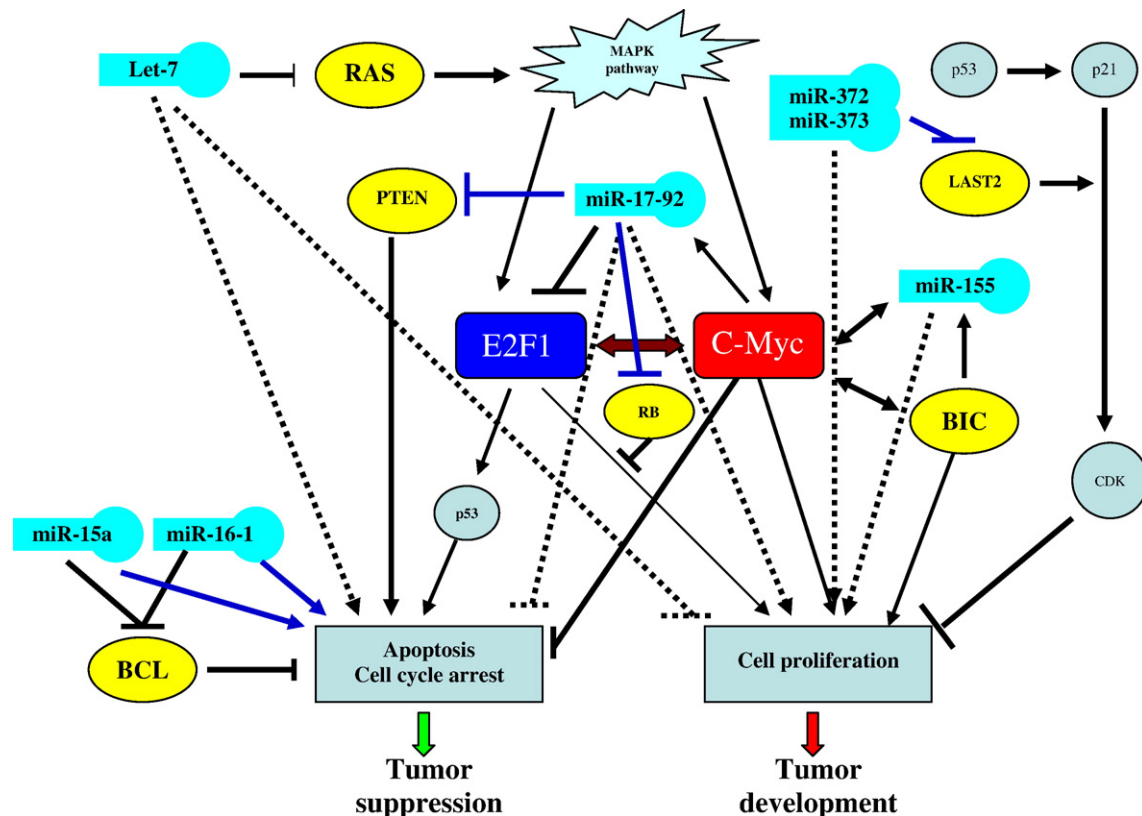 MAPK
pathway
Let-7
RAS
p53
p21
miR-372
miR-373
PTEN
miR-17-92
LAST2
miR-155
E2F1
C-Myc
RB
BIC
CDK
p53
miR-15a
miR-16-1
BCL
Apoptosis
Cell cycle arrest
Cell proliferation
Tumor
suppression
Tumor
development